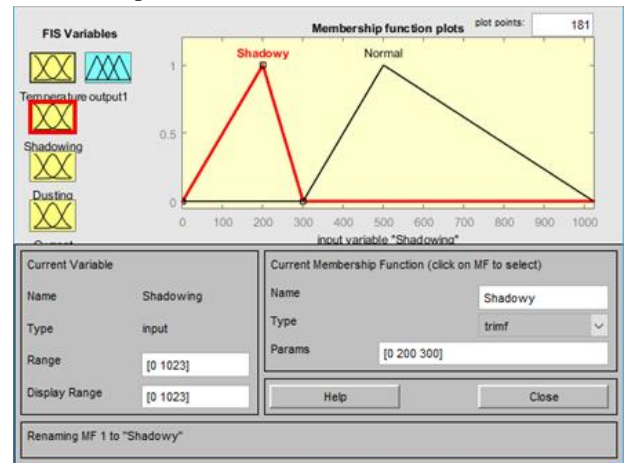 FIS Variables
Membership function plots
plot points:
181
Temperature output1
Shadowing
Dusting
Shadowy
Normal
1
0.5
0
0 100 200 300 400 500 600 700 800 900 1000
input variable "Shadowing"
Current Variable
Name Shadowing
Type input
Range [0 1023]
Display Range [0 1023]
Current Membership Function (click on MF to select)
Name Shadowy
Type trimf
Params [0 200 300]
Help Close
Renaming MF 1 to "Shadowy"